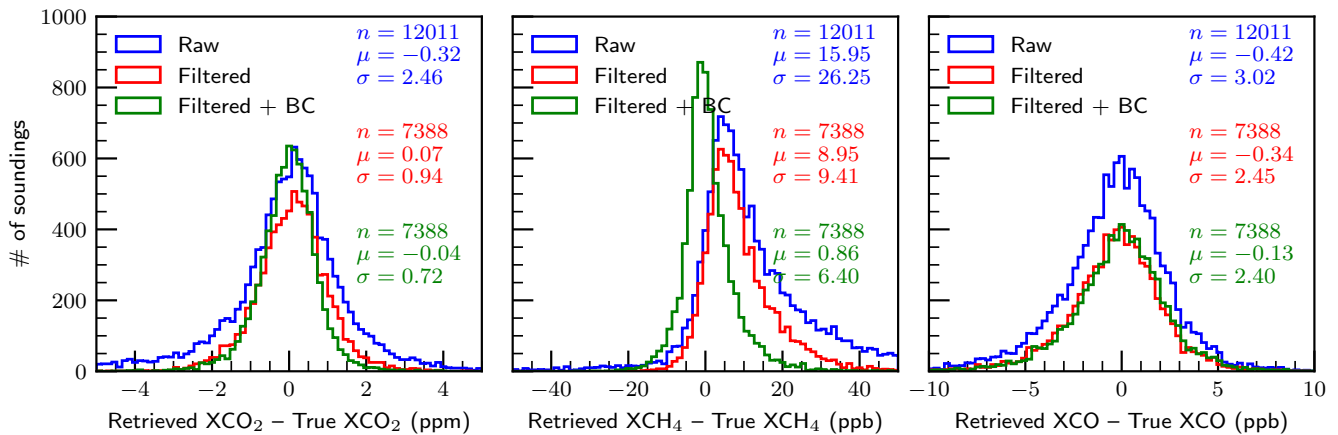 # of soundings
1000
800
600
400
200
0
Raw
Filtered
Filtered + BC
n = 12011
μ = −0.32
σ = 2.46
n = 7388
μ = 0.07
σ = 0.94
n = 7388
μ = −0.04
σ = 0.72
−4 −2 0 2 4
Retrieved XCO₂ – True XCO₂ (ppm)
Raw
Filtered
Filtered + BC
n = 12011
μ = 15.95
σ = 26.25
n = 7388
μ = 8.95
σ = 9.41
n = 7388
μ = 0.86
σ = 6.40
−40 −20 0 20 40
Retrieved XCH₄ – True XCH₄ (ppb)
Raw
Filtered
Filtered + BC
n = 12011
μ = −0.42
σ = 3.02
n = 7388
μ = −0.34
σ = 2.45
n = 7388
μ = −0.13
σ = 2.40
−10 −5 0 5 10
Retrieved XCO – True XCO (ppb)